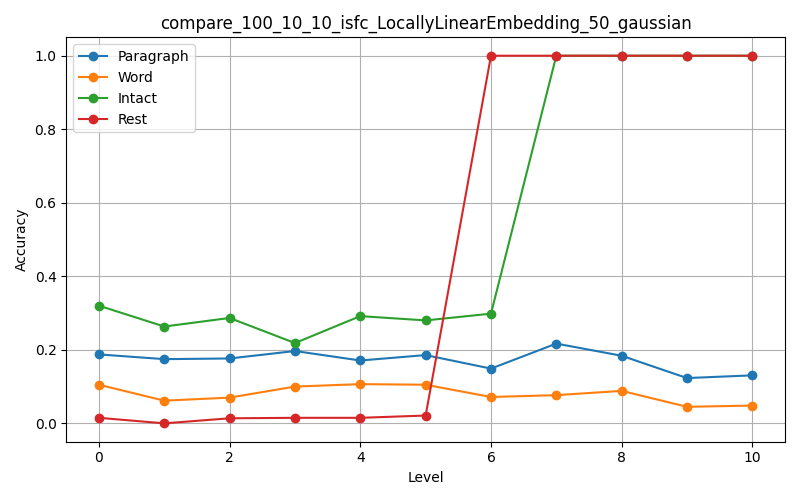 compare_100_10_10_isfc_LocallyLinearEmbedding_50_gaussian
Paragraph
Word
Intact
Rest
1.0
0.8
0.6
0.4
0.2
0.0
Accuracy
0
2
4
6
8
10
Level